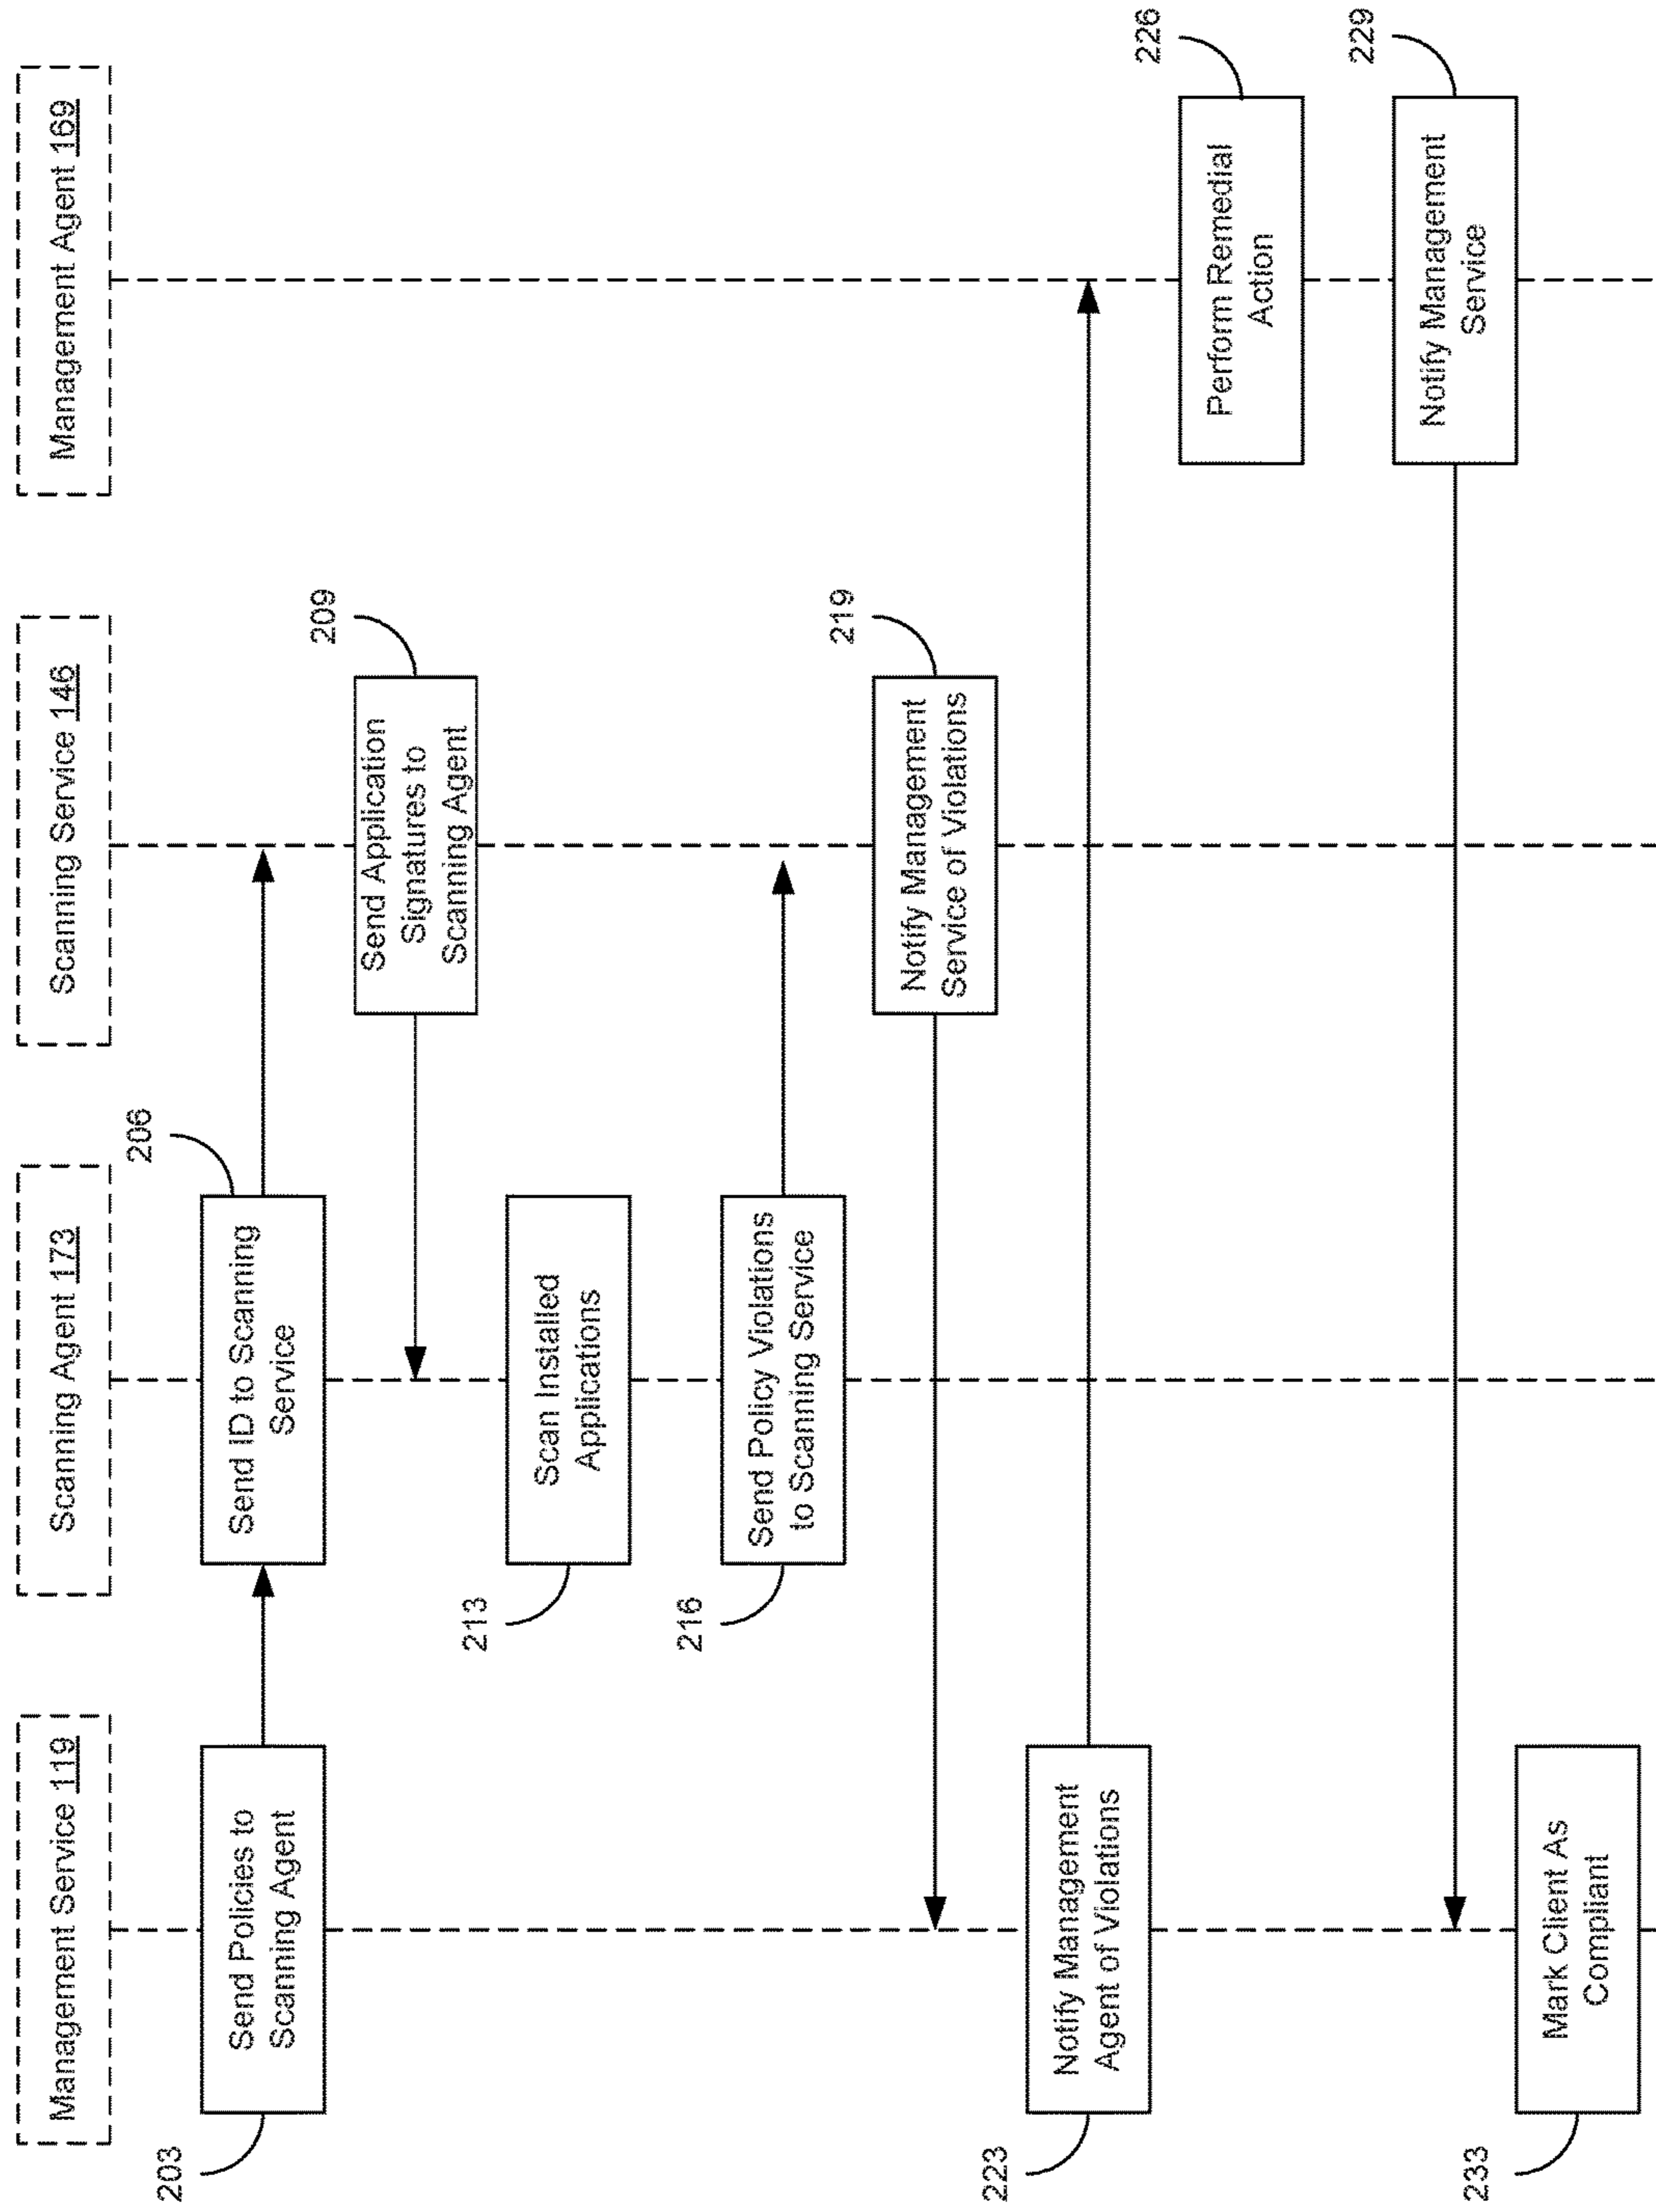 Management Service 119
Scanning Agent 173
Scanning Service 146
Management Agent 169
203
Send Policies to
Scanning Agent
206
Send ID to Scanning
Service
209
Send Application
Signatures to
Scanning Agent
213
Scan Installed
Applications
216
Send Policy Violations
to Scanning Service
219
Notify Management
Service of Violations
223
Notify Management
Agent of Violations
226
Perform Remedial
Action
229
Notify Management
Service
233
Mark Client As
Compliant